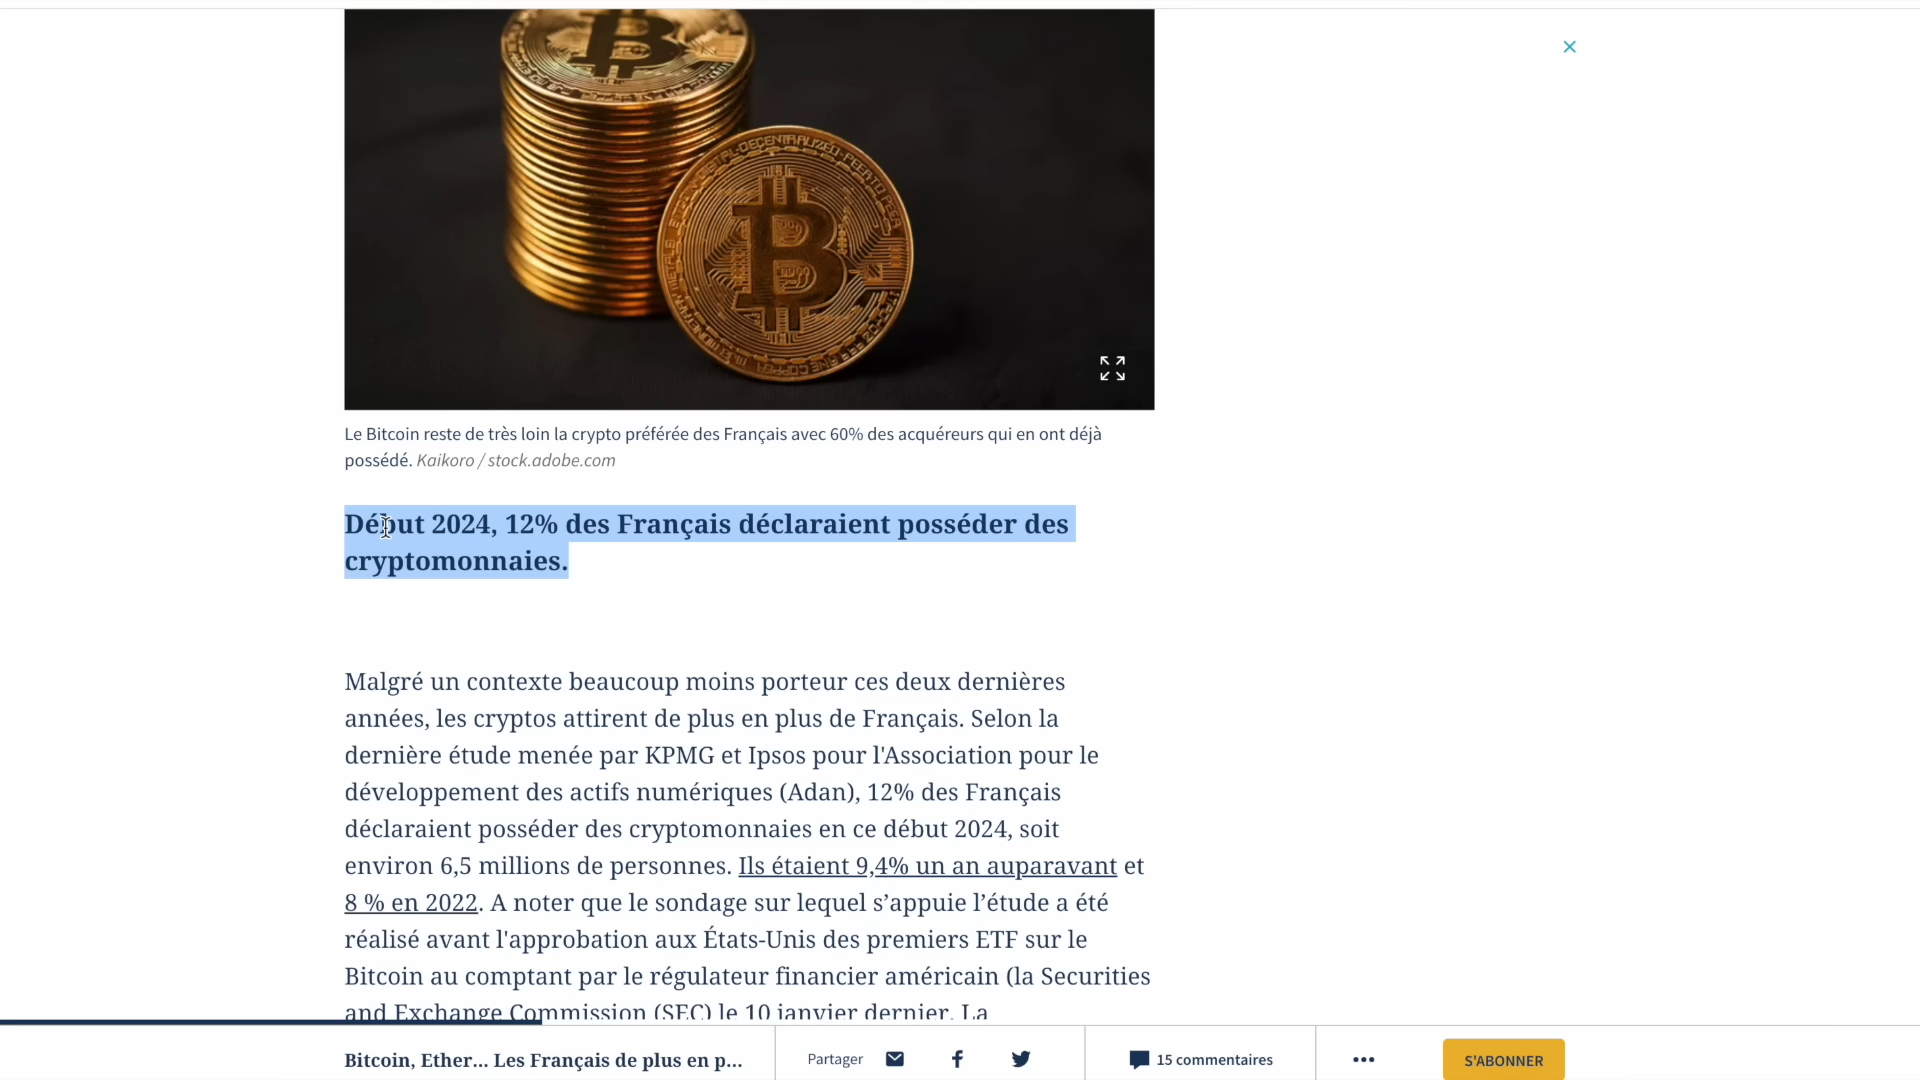 Le Bitcoin reste de très loin la crypto préférée des Français avec 60% des acquéreurs qui en ont déjà
possédé. Kaikoro / stock.adobe.com
Début 2024, 12% des Français déclaraient posséder des
cryptomonnaies.
Malgré un contexte beaucoup moins porteur ces deux dernières
années, les cryptos attirent de plus en plus de Français. Selon la
dernière étude menée par KPMG et Ipsos pour l'Association pour le
développement des actifs numériques (Adan), 12% des Français
déclaraient posséder des cryptomonnaies en ce début 2024, soit
environ 6,5 millions de personnes. Ils étaient 9,4% un an auparavant et
8 % en 2022. A noter que le sondage sur lequel s’appuie l’étude a été
réalisé avant l'approbation aux États-Unis des premiers ETF sur le
Bitcoin au comptant par le régulateur financier américain (la Securities
and Exchange Commission (SEC) le 10 janvier dernier. La
Bitcoin, Ether... Les Français de plus en p...
Partager
15 commentaires
S'ABONNER